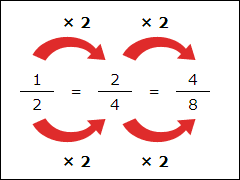 × 2 × 2
1 2 4
= =
2 4 8
× 2 × 2